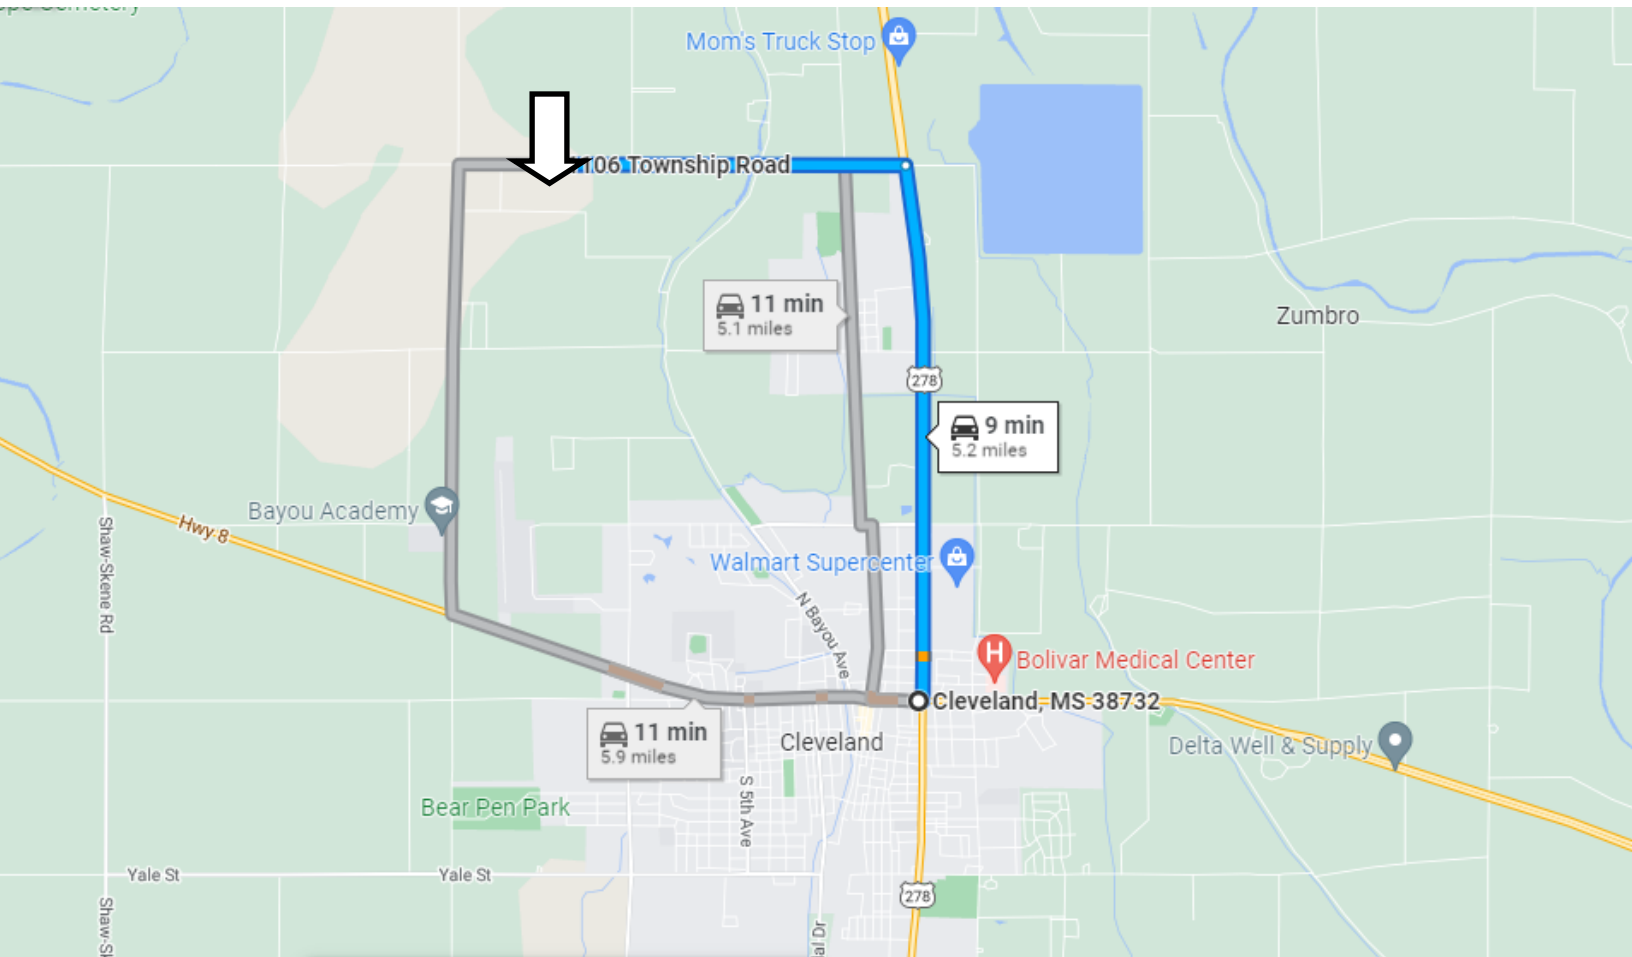 Cemetery
Mom's Truck Stop
106 Township Road
11 min
5.1 miles
Zumbro
278
9 min
5.2 miles
Bayou Academy
Hwy 8
Shaw-Skene Rd
Walmart Supercenter
N Bayou Ave
Bolivar Medical Center
Cleveland, MS 38732
11 min
5.9 miles
Cleveland
Delta Well & Supply
S 5th Ave
Bear Pen Park
Yale St
Yale St
278